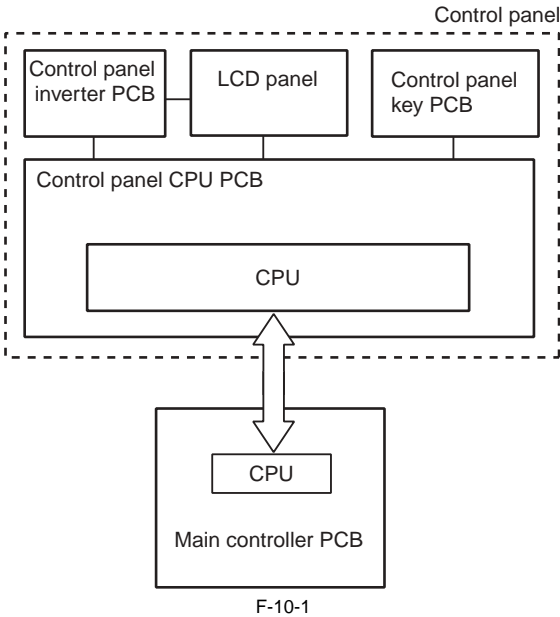 Control panel
Control panel
inverter PCB
LCD panel
Control panel
key PCB
Control panel CPU PCB
CPU
CPU
Main controller PCB
F-10-1